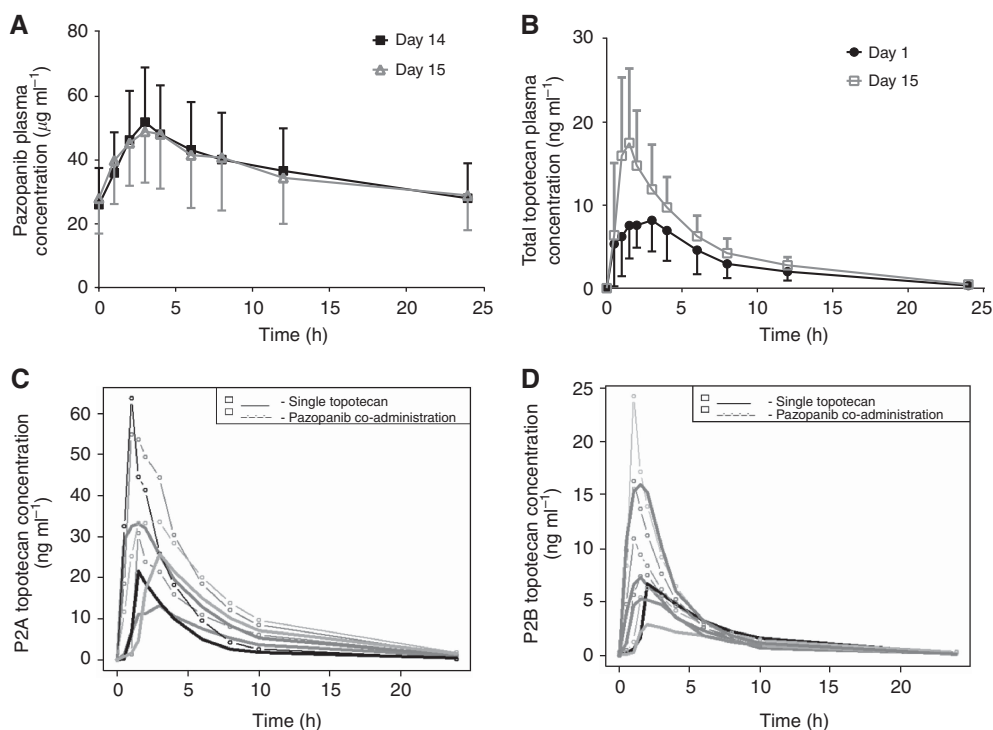 A
80
60
40
20
0
Pazopanib plasma
concentration (μg ml⁻¹)
Day 14
Day 15
0 5 10 15 20 25
Time (h)
B
30
20
10
0
Total topotecan plasma
concentration (ng ml⁻¹)
Day 1
Day 15
0 5 10 15 20 25
Time (h)
C
60
50
40
30
20
10
0
P2A topotecan concentration
(ng ml⁻¹)
- Single topotecan
- Pazopanib co-administration
0 5 10 15 20
Time (h)
D
25
20
15
10
5
0
P2B topotecan concentration
(ng ml⁻¹)
- Single topotecan
- Pazopanib co-administration
0 5 10 15 20
Time (h)